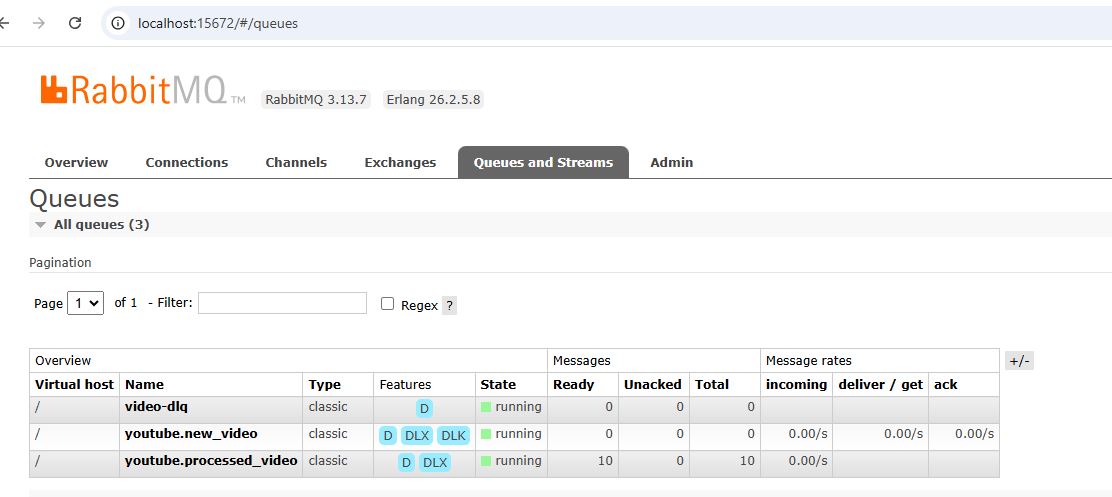 localhost:15672/#/queues
RabbitMQ TM RabbitMQ 3.13.7 Erlang 26.2.5.8
Overview Connections Channels Exchanges Queues and Streams Admin
Queues
All queues (3)
Pagination
Page 1 of 1 - Filter: Regex ?
Overview Messages Message rates +/-
Virtual host Name Type Features State Ready Unacked Total incoming deliver / get ack
/ video-dlq classic D running 0 0 0
/ youtube.new_video classic D DLX DLK running 0 0 0 0.00/s 0.00/s 0.00/s
/ youtube.processed_video classic D DLX running 10 0 10 0.00/s